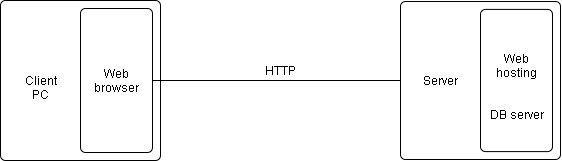 Client
PC
Web
browser
HTTP
Server
Web
hosting
DB server